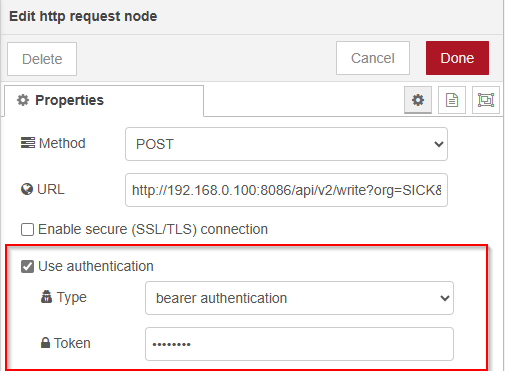 Edit http request node
Delete
Cancel
Done
Properties
Method
POST
URL
http://192.168.0.100:8086/api/v2/write?org=SICK&
Enable secure (SSL/TLS) connection
Use authentication
Type
bearer authentication
Token
••••••••